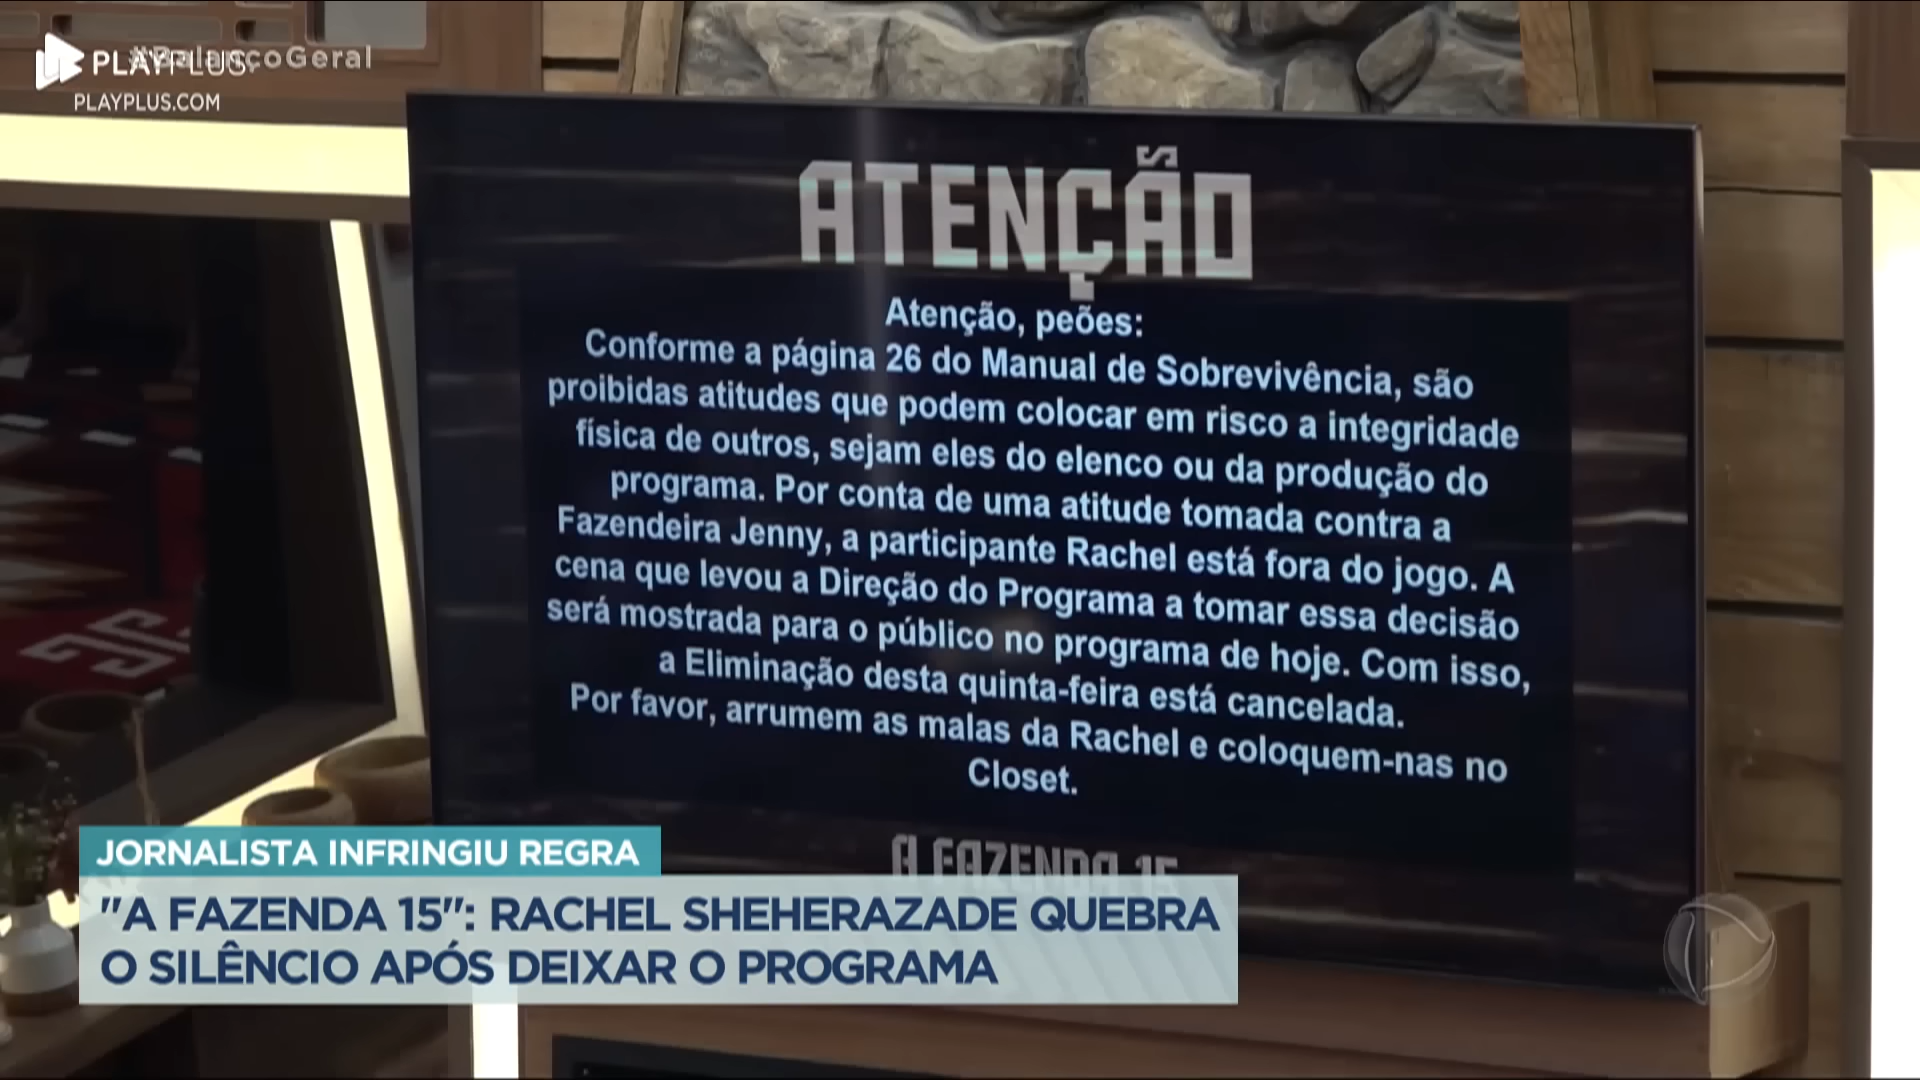 #BalançoGeral
PLAYPLUS
PLAYPLUS.COM
ATENÇÃO
Atenção, peões:
Conforme a página 26 do Manual de Sobrevivência, são
proibidas atitudes que podem colocar em risco a integridade
física de outros, sejam eles do elenco ou da produção do
programa. Por conta de uma atitude tomada contra a
Fazendeira Jenny, a participante Rachel está fora do jogo. A
cena que levou a Direção do Programa a tomar essa decisão
será mostrada para o público no programa de hoje. Com isso,
a Eliminação desta quinta-feira está cancelada.
Por favor, arrumem as malas da Rachel e coloquem-nas no
Closet.
A FAZENDA 15
JORNALISTA INFRINGIU REGRA
"A FAZENDA 15": RACHEL SHEHERAZADE QUEBRA
O SILÊNCIO APÓS DEIXAR O PROGRAMA